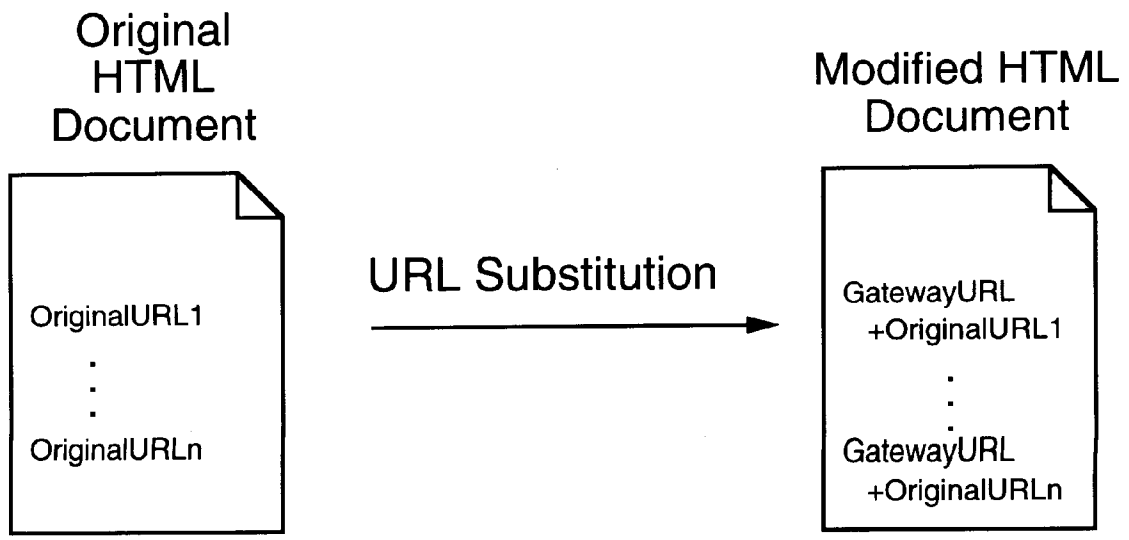 Original
HTML
Document
OriginalURL1
.
.
.
OriginalURLn
URL Substitution
Modified HTML
Document
GatewayURL
+OriginalURL1
.
.
.
GatewayURL
+OriginalURLn